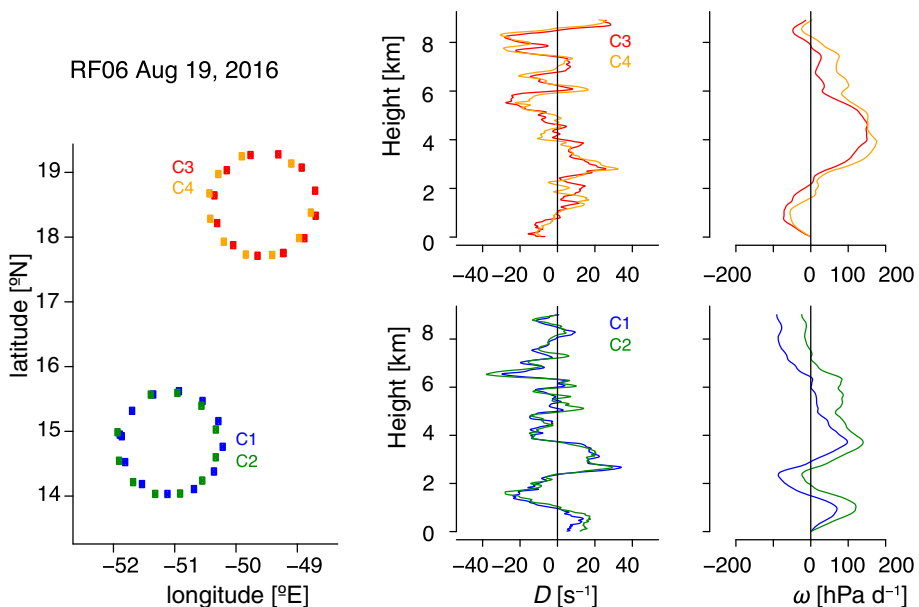 RF06 Aug 19, 2016
C3
C4
C1
C2
19
18
17
16
15
14
latitude [ºN]
−52 −51 −50 −49
longitude [ºE]
C3
C4
Height [km]
8
6
4
2
0
−40 −20 0 20 40
−200 0 100 200
C1
C2
Height [km]
8
6
4
2
0
−40 −20 0 20 40
D [s⁻¹]
−200 0 100 200
ω [hPa d⁻¹]